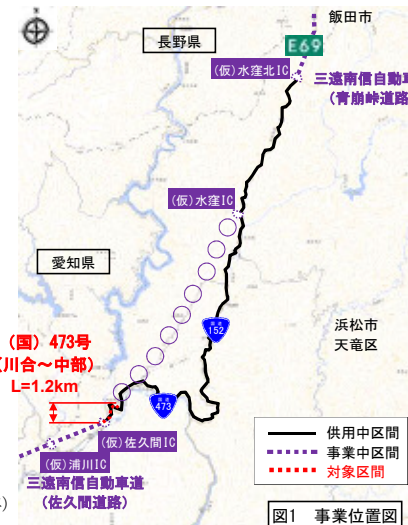 飯田市
長野県
E69
(仮)水窪北IC
三遠南信自動車
(青崩峠道路
(仮)水窪IC
愛知県
国道
152
浜松市
天竜区
(国)473号
(川合～中部)
L=1.2km
国道
473
(仮)佐久間IC
(仮)浦川IC
三遠南信自動車道
(佐久間道路)
供用中区間
事業中区間
対象区間
図1 事業位置図